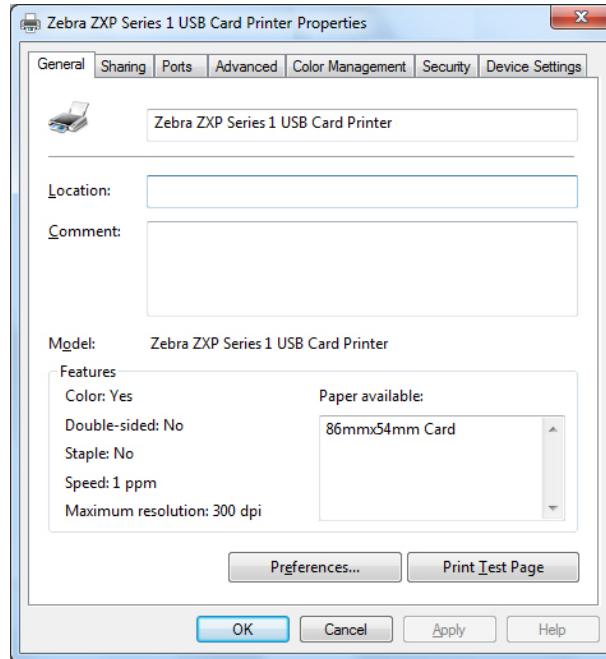 Zebra ZXP Series 1 USB Card Printer Properties
General Sharing Ports Advanced Color Management Security Device Settings
Zebra ZXP Series 1 USB Card Printer
Location:
Comment:
Model: Zebra ZXP Series 1 USB Card Printer
Features
Color: Yes Paper available:
Double-sided: No 86mmx54mm Card
Staple: No
Speed: 1 ppm
Maximum resolution: 300 dpi
Preferences... Print Test Page
OK Cancel Apply Help